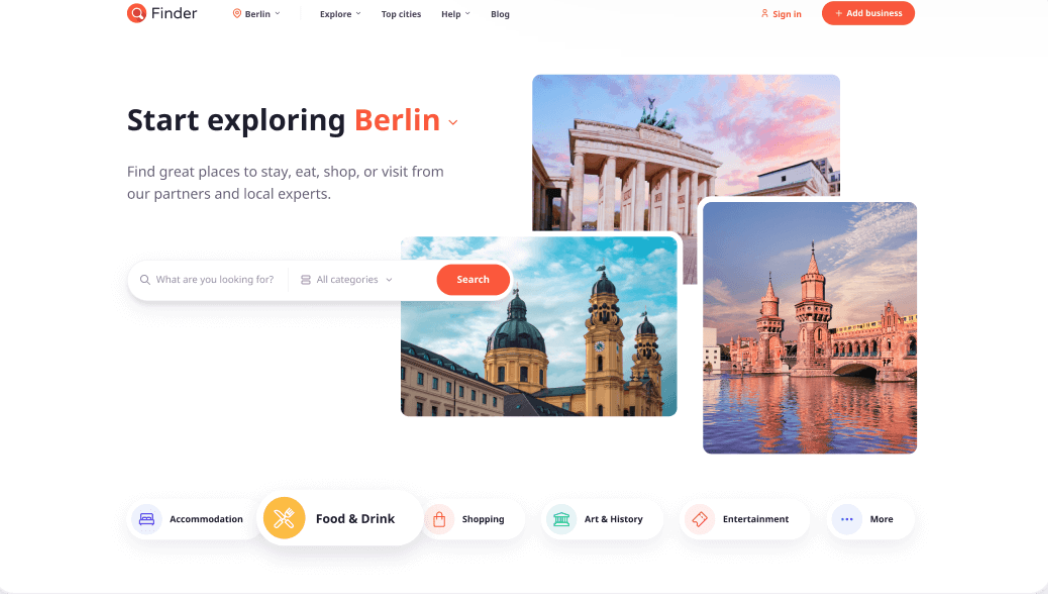 Finder
Berlin
Explore
Top cities
Help
Blog
Sign in
+ Add business
Start exploring Berlin
Find great places to stay, eat, shop, or visit from
our partners and local experts.
What are you looking for?
All categories
Search
Accommodation
Food & Drink
Shopping
Art & History
Entertainment
More